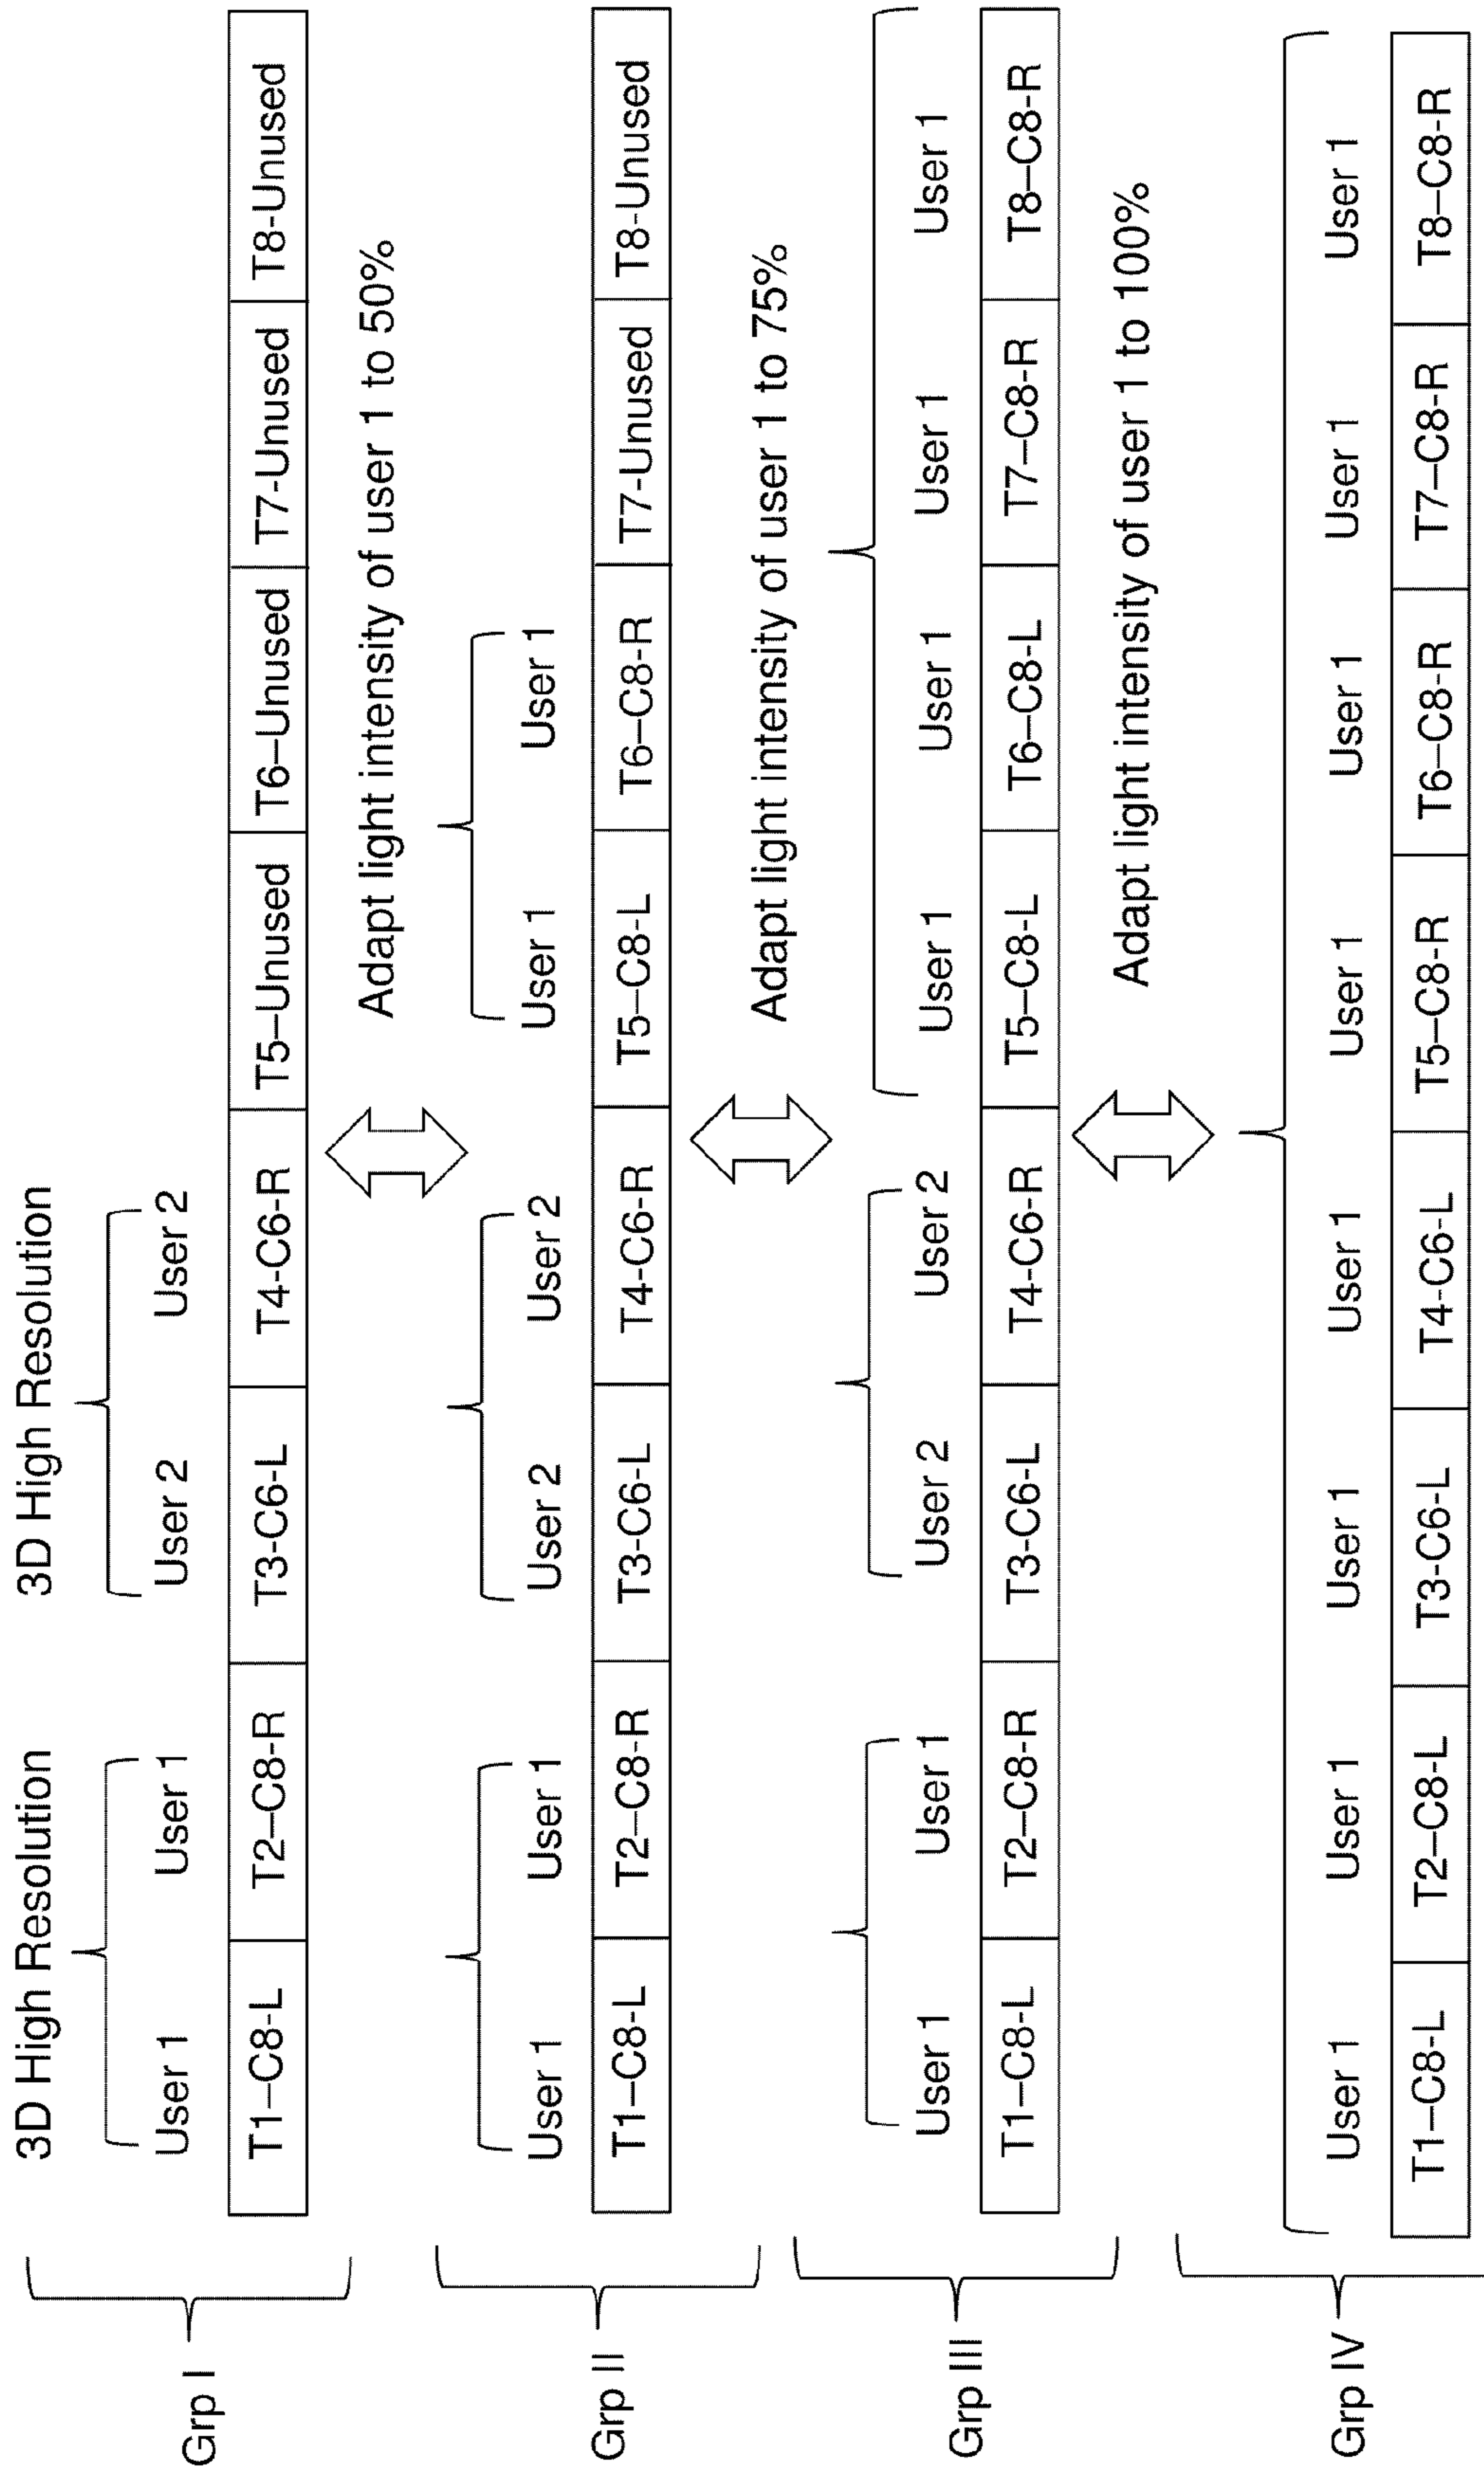 3D High Resolution 3D High Resolution
User 1 User 1 User 2 User 2
Grp I
T1–C8-L T2–C8-R T3-C6-L T4-C6-R T5–Unused T6–Unused T7-Unused T8-Unused
Adapt light intensity of user 1 to 50%
User 1 User 1 User 2 User 2 User 1 User 1
Grp II
T1–C8-L T2–C8-R T3-C6-L T4-C6-R T5–C8-L T6–C8-R T7-Unused T8-Unused
Adapt light intensity of user 1 to 75%
User 1 User 1 User 2 User 2 User 1 User 1 User 1 User 1
Grp III
T1–C8-L T2–C8-R T3-C6-L T4-C6-R T5–C8-L T6–C8-L T7–C8-R T8–C8-R
Adapt light intensity of user 1 to 100%
User 1 User 1 User 1 User 1 User 1 User 1 User 1 User 1
Grp IV
T1–C8-L T2–C8-L T3-C6-L T4-C6-L T5–C8-R T6–C8-R T7–C8-R T8–C8-R